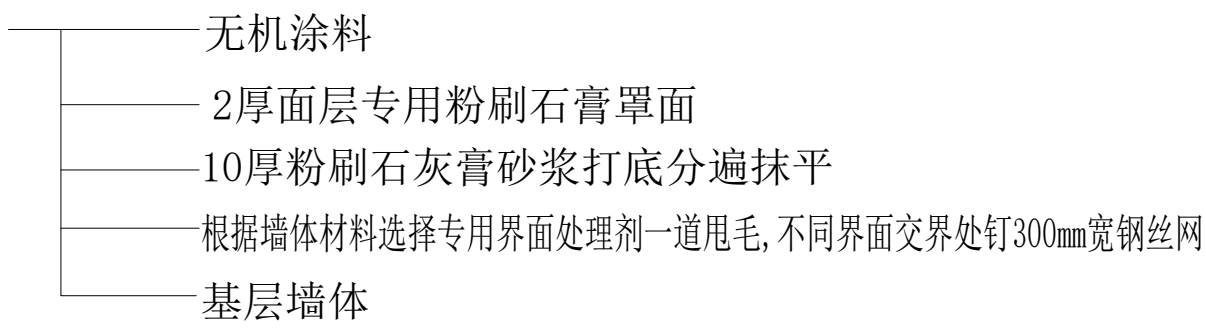 无机涂料
2厚面层专用粉刷石膏罩面
10厚粉刷石灰膏砂浆打底分遍抹平
根据墙体材料选择专用界面处理剂一道甩毛,不同界面交界处钉300mm宽钢丝网
基层墙体